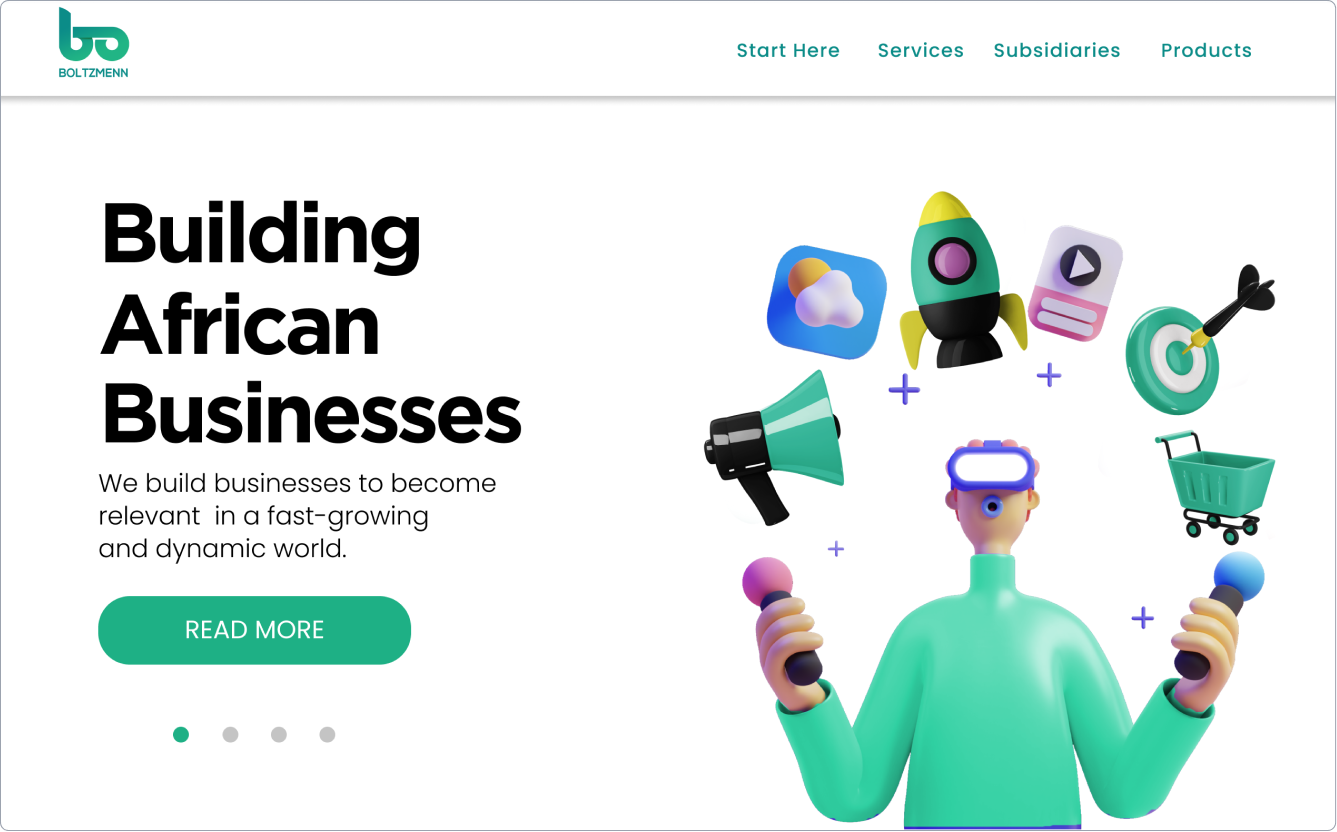 BOLTZMENN
Start Here Services Subsidiaries Products
Building
African
Businesses
We build businesses to become
relevant  in a fast-growing
and dynamic world.
READ MORE